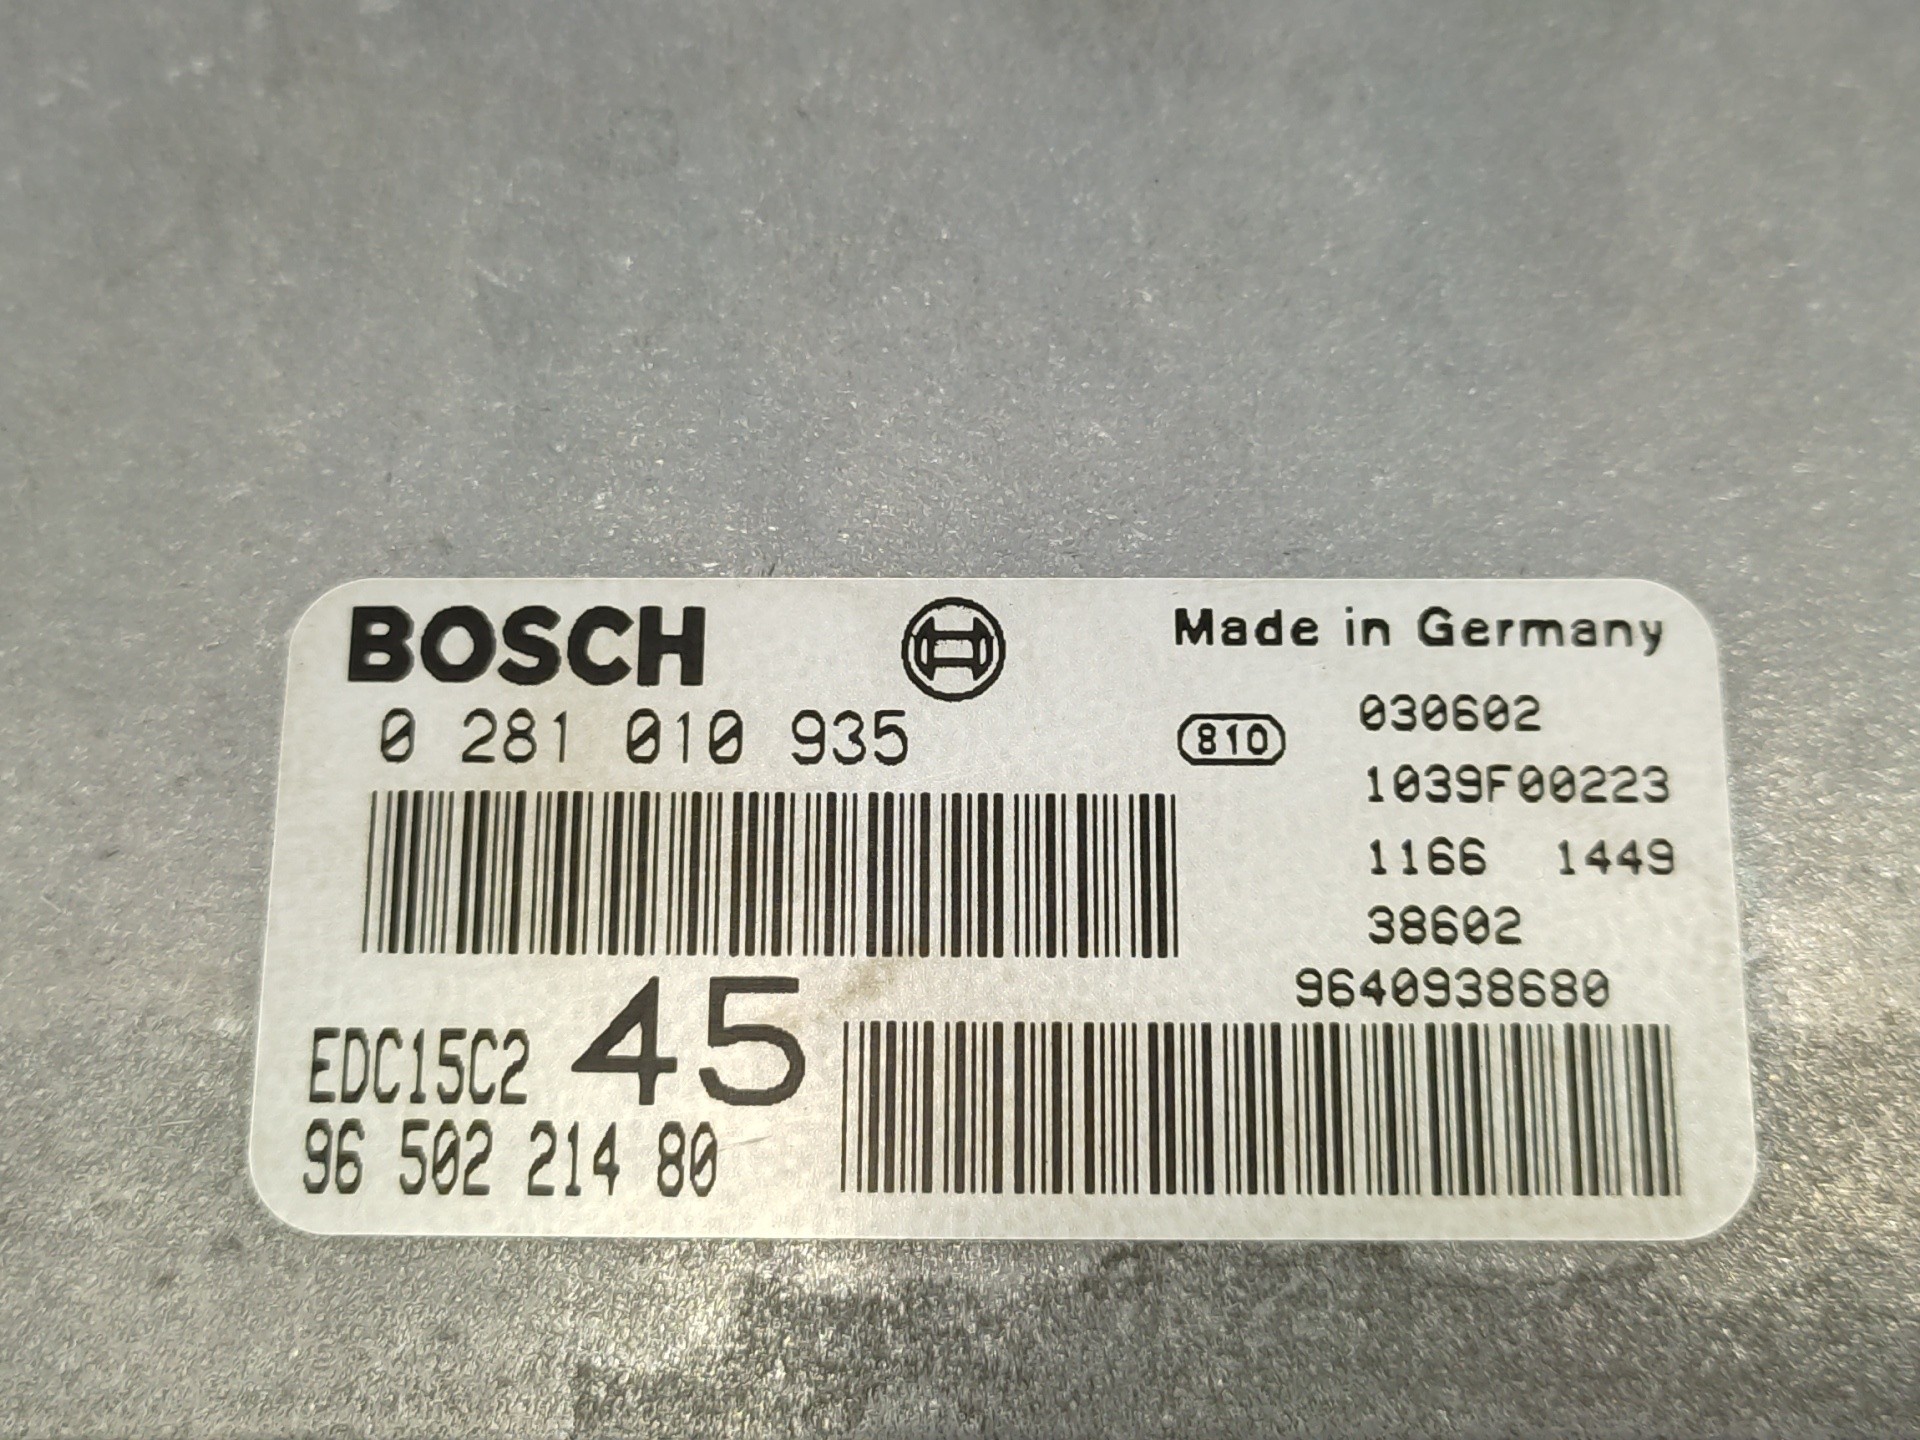 BOSCH
Made in Germany
0 281 010 935
810
030602
1039F00223
1166 1449
38602
9640938680
EDC15C2 45
96 502 214 80